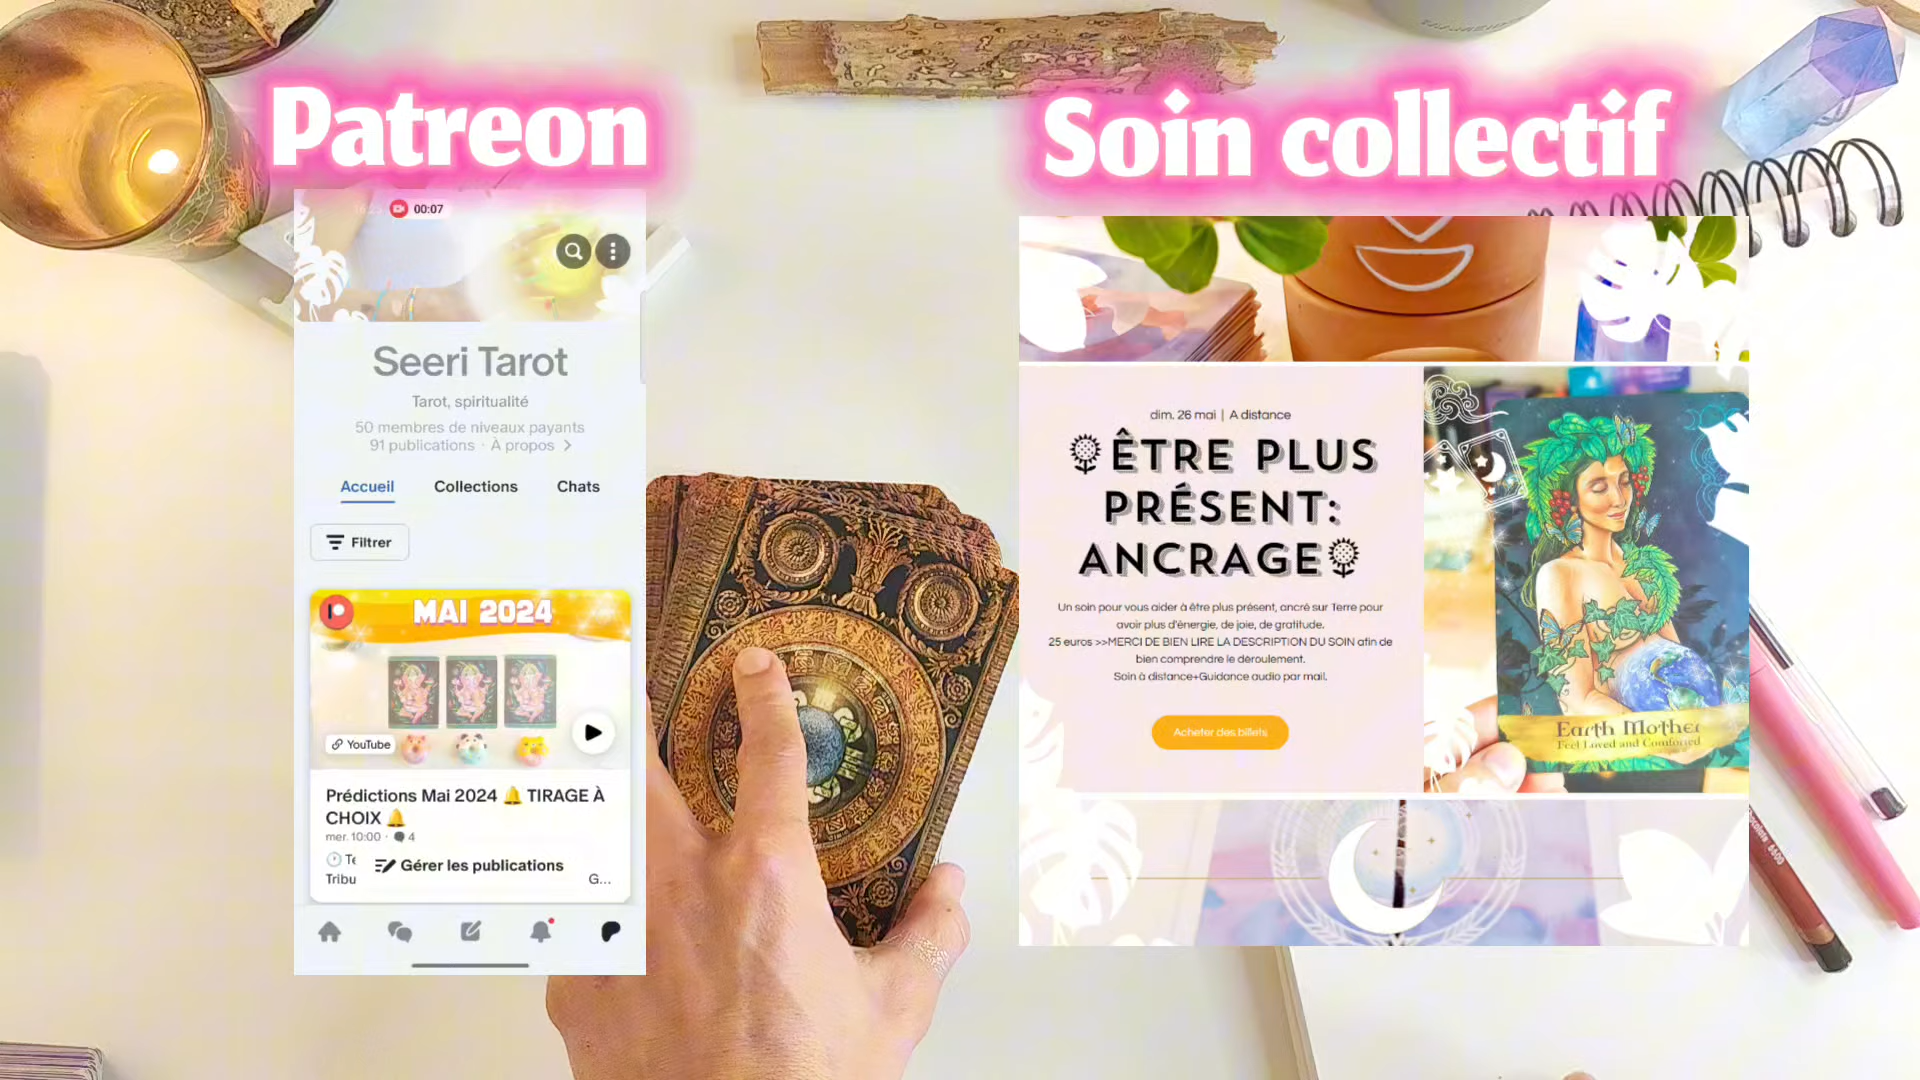 Patreon
00:07
Seeri Tarot
Tarot, spiritualité
50 membres de niveaux payants
91 publications · À propos >
Accueil Collections Chats
Filtrer
MAI 2024
YouTube
Prédictions Mai 2024 🔔 TIRAGE À
CHOIX 🔔
mer. 10:00 · 4
Gérer les publications
Tribu
G...
Soin collectif
dim. 26 mai | A distance
ÊTRE PLUS
PRÉSENT:
ANCRAGE
Un soin pour vous aider à être plus présent, ancré sur Terre pour
avoir plus d'énergie, de joie, de gratitude.
25 euros >>MERCI DE BIEN LIRE LA DESCRIPTION DU SOIN afin de
bien comprendre le déroulement.
Soin à distance+Guidance audio par mail.
Acheter des billets
Earth Mother
Feel Loved and Comforted